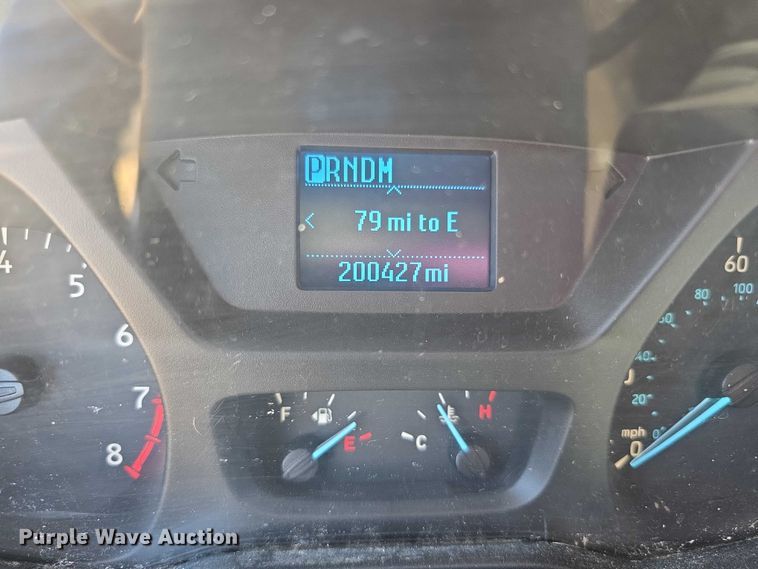 PRNDM
79 mi to E
200427mi
4
5
6
7
8
F
E
C
H
60
100
80
40
20
mph
0
0
Purple Wave Auction